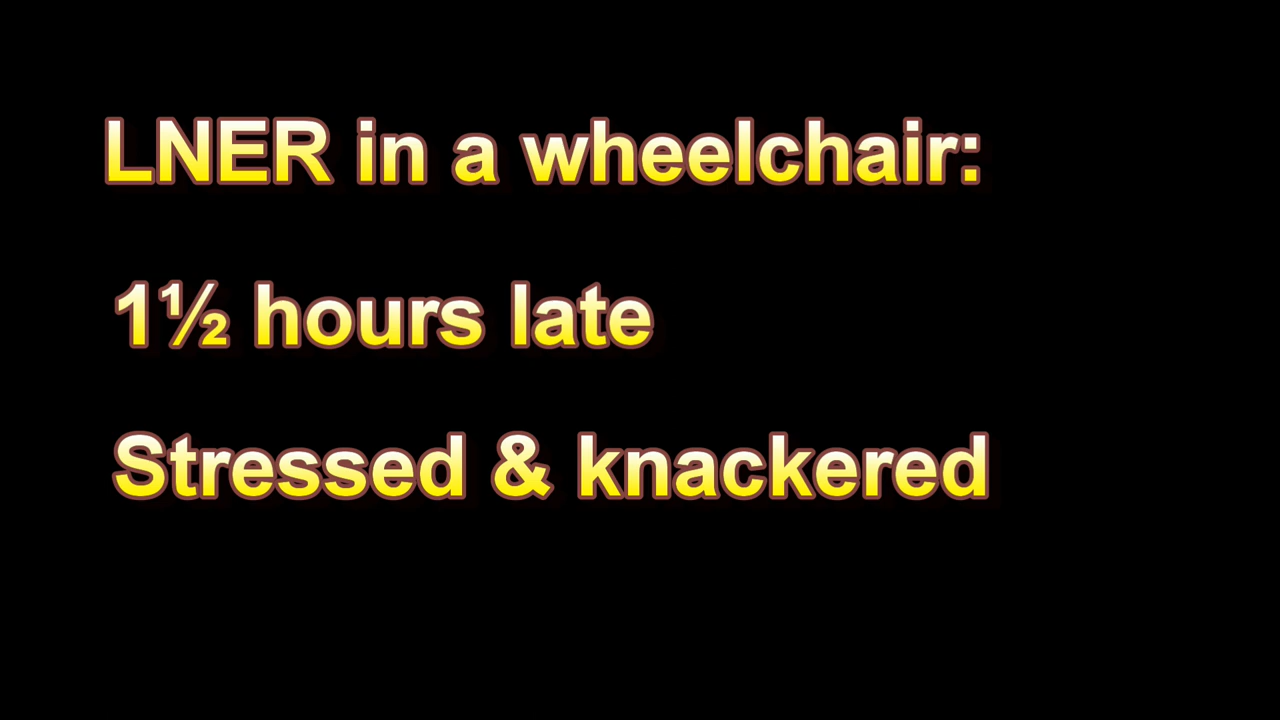 LNER in a wheelchair:
1½ hours late
Stressed & knackered